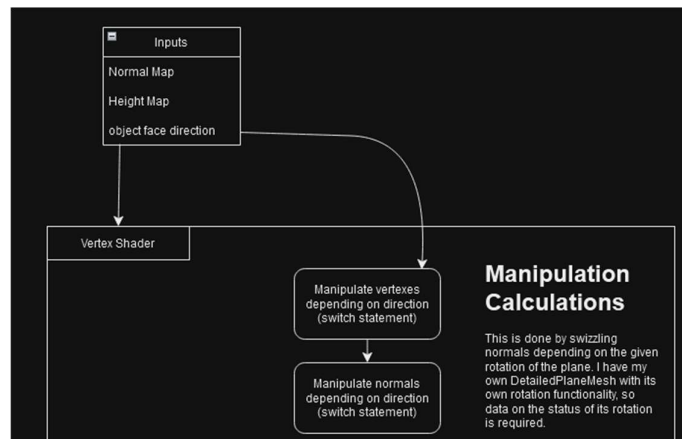 Inputs
Normal Map
Height Map
object face direction
Vertex Shader
Manipulate vertexes
depending on direction
(switch statement)
Manipulate normals
depending on direction
(switch statement)
Manipulation
Calculations
This is done by swizzling
normals depending on the given
rotation of the plane. I have my
own DetailedPlaneMesh with its
own rotation functionality, so
data on the status of its rotation
is required.